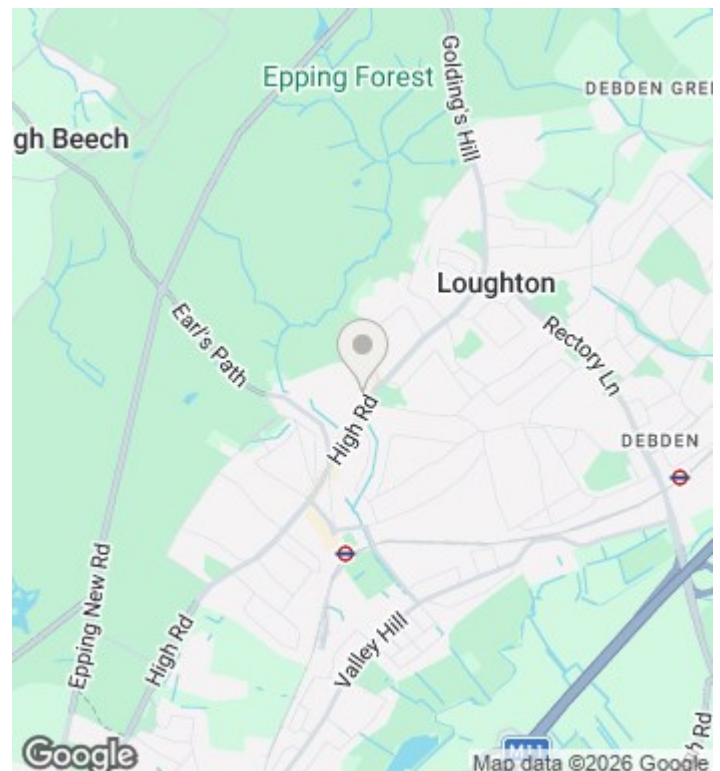 Golding's Hill
Epping Forest
DEBDEN GREE
gh Beech
Loughton
Earl's Path
Rectory Ln
High Rd
DEBDEN
Epping New Rd
High Rd
Valley Hill
h Rd
M11
Google
Map data ©2026 Google